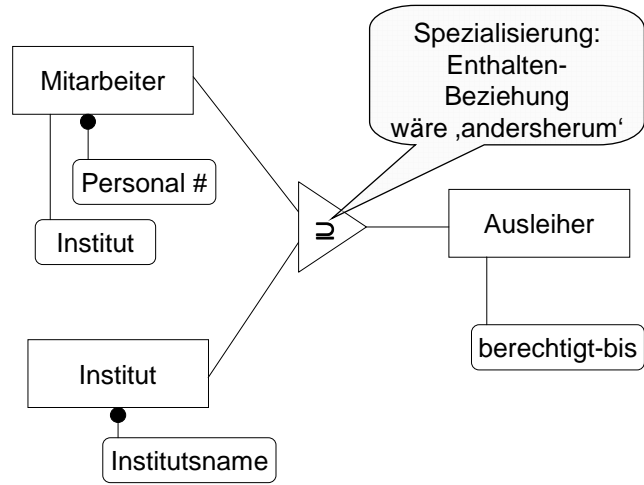 Spezialisierung:
Enthalten-
Beziehung
wäre ‚andersherum‘
Mitarbeiter
Personal #
Institut
⊇
Ausleiher
berechtigt-bis
Institut
Institutsname